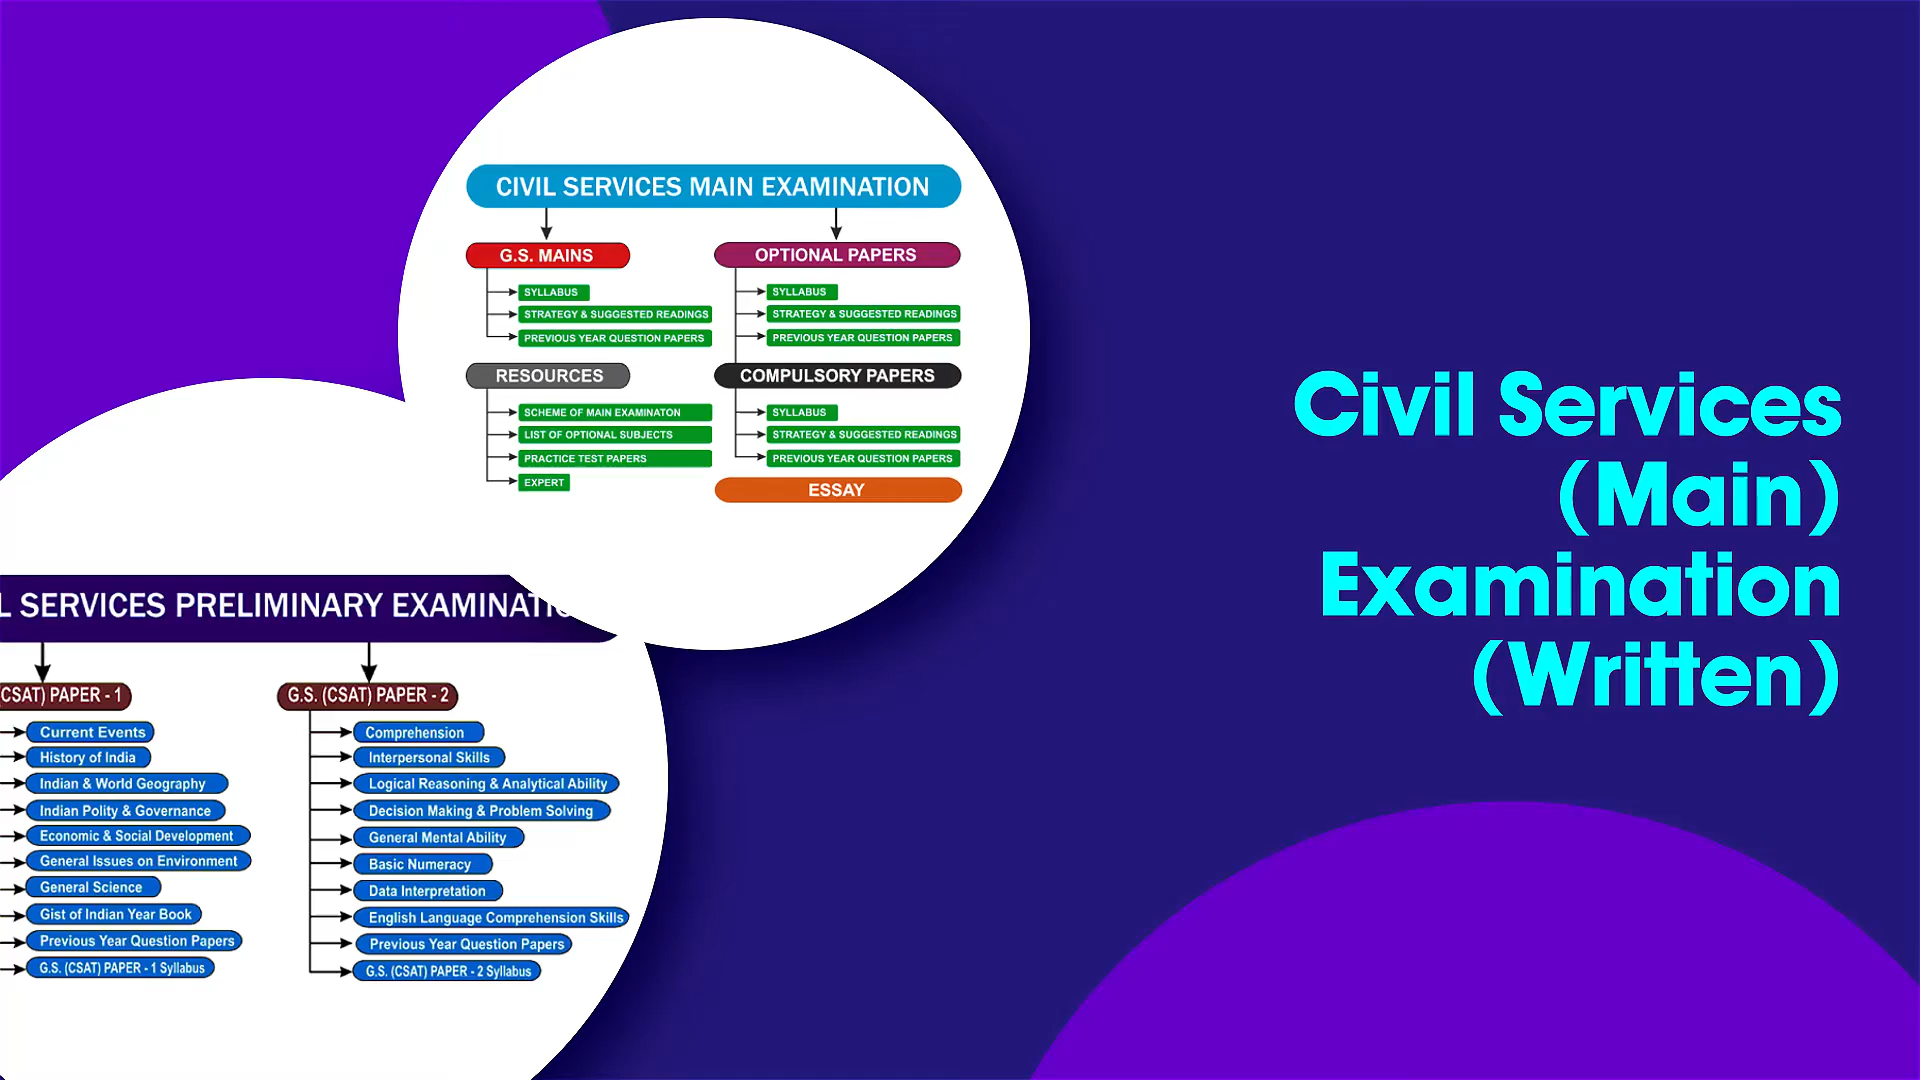 CIVIL SERVICES MAIN EXAMINATION
G.S. MAINS
SYLLABUS
STRATEGY & SUGGESTED READINGS
PREVIOUS YEAR QUESTION PAPERS
OPTIONAL PAPERS
SYLLABUS
STRATEGY & SUGGESTED READINGS
PREVIOUS YEAR QUESTION PAPERS
RESOURCES
SCHEME OF MAIN EXAMINATON
LIST OF OPTIONAL SUBJECTS
PRACTICE TEST PAPERS
EXPERT
COMPULSORY PAPERS
SYLLABUS
STRATEGY & SUGGESTED READINGS
PREVIOUS YEAR QUESTION PAPERS
ESSAY
Civil Services
(Main)
Examination
(Written)
L SERVICES PRELIMINARY EXAMINATIO
(CSAT) PAPER - 1
Current Events
History of India
Indian & World Geography
Indian Polity & Governance
Economic & Social Development
General Issues on Environment
General Science
Gist of Indian Year Book
Previous Year Question Papers
G.S. (CSAT) PAPER - 1 Syllabus
G.S. (CSAT) PAPER - 2
Comprehension
Interpersonal Skills
Logical Reasoning & Analytical Ability
Decision Making & Problem Solving
General Mental Ability
Basic Numeracy
Data Interpretation
English Language Comprehension Skills
Previous Year Question Papers
G.S. (CSAT) PAPER - 2 Syllabus